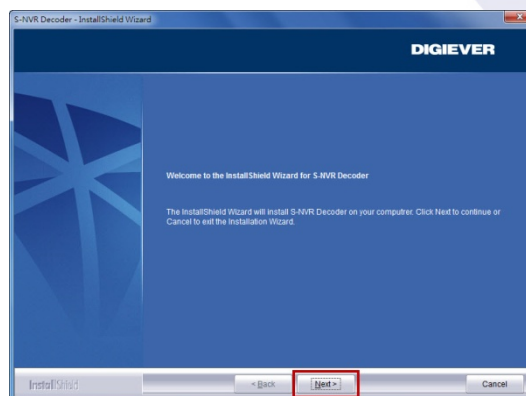 S-NVR Decoder - InstallShield Wizard
DIGIEVER
Welcome to the InstallShield Wizard for S-NVR Decoder
The InstallShield Wizard will install S-NVR Decoder on your computrer. Click Next to continue or
Cancel to exit the Installation Wizard.
InstallShield
< Back
Next >
Cancel